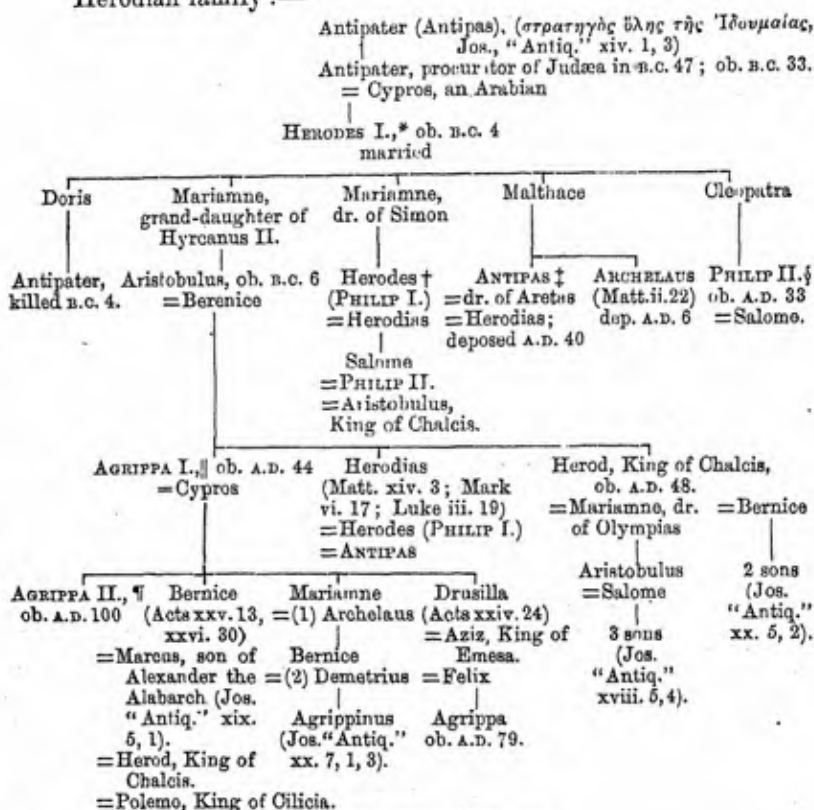 Herodian family :—
Antipater (Antipas), (στρατηγὸς ὅλης τῆς Ἰδουμαίας,
Jos., “Antiq.” xiv. 1, 3)
Antipater, procurator of Judæa in B.C. 47 ; ob. B.C. 33.
= Cypros, an Arabian
HERODES I.,* ob. B.C. 4
married
Doris Mariamne, Mariamne, Malthace Cleopatra
grand-daughter of dr. of Simon
Hyrcanus II.
Antipater, Aristobulus, ob. B.C. 6 Herodes † ANTIPAS ‡ ARCHELAUS PHILIP II.§
killed B.C. 4. =Berenice (PHILIP I.) =dr. of Aretas (Matt.ii.22) ob. A.D. 33
=Herodias =Herodias; dep. A.D. 6 =Salome.
deposed A.D. 40
Salome
=PHILIP II.
=Aristobulus,
King of Chalcis.
AGRIPPA I.,‖ ob. A.D. 44 Herodias Herod, King of Chalcis,
=Cypros (Matt. xiv. 3; Mark ob. A.D. 48.
vi. 17; Luke iii. 19) =Mariamne, dr. =Bernice
=Herodes (PHILIP I.) of Olympias
=ANTIPAS
AGRIPPA II., ¶ Bernice Mariamne Drusilla Aristobulus 2 sons
ob. A.D. 100 (Acts xxv. 13, =(1) Archelaus (Acts xxiv. 24) =Salome (Jos.
xxvi. 30) =Aziz, King of “Antiq.”
=Marcus, son of Bernice Emesa. 3 sons xx. 5, 2).
Alexander the =(2) Demetrius =Felix (Jos.
Alabarch (Jos. “Antiq.”
“Antiq.” xix. Agrippinus Agrippa xviii. 5, 4).
5, 1). (Jos.“Antiq.” ob. A.D. 79.
=Herod, King of xx. 7, 1, 3).
Chalcis.
=Polemo, King of Cilicia.